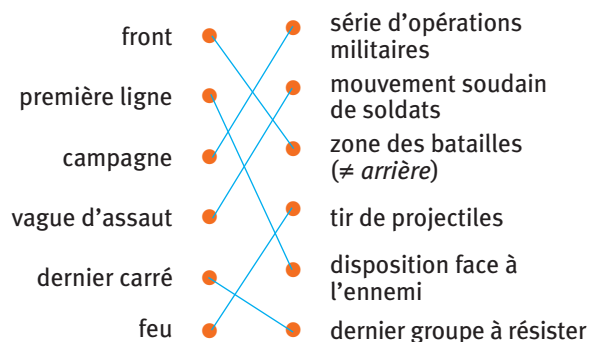 front
première ligne
campagne
vague d’assaut
dernier carré
feu
série d’opérations
militaires
mouvement soudain
de soldats
zone des batailles
(≠ arrière)
tir de projectiles
disposition face à
l’ennemi
dernier groupe à résister